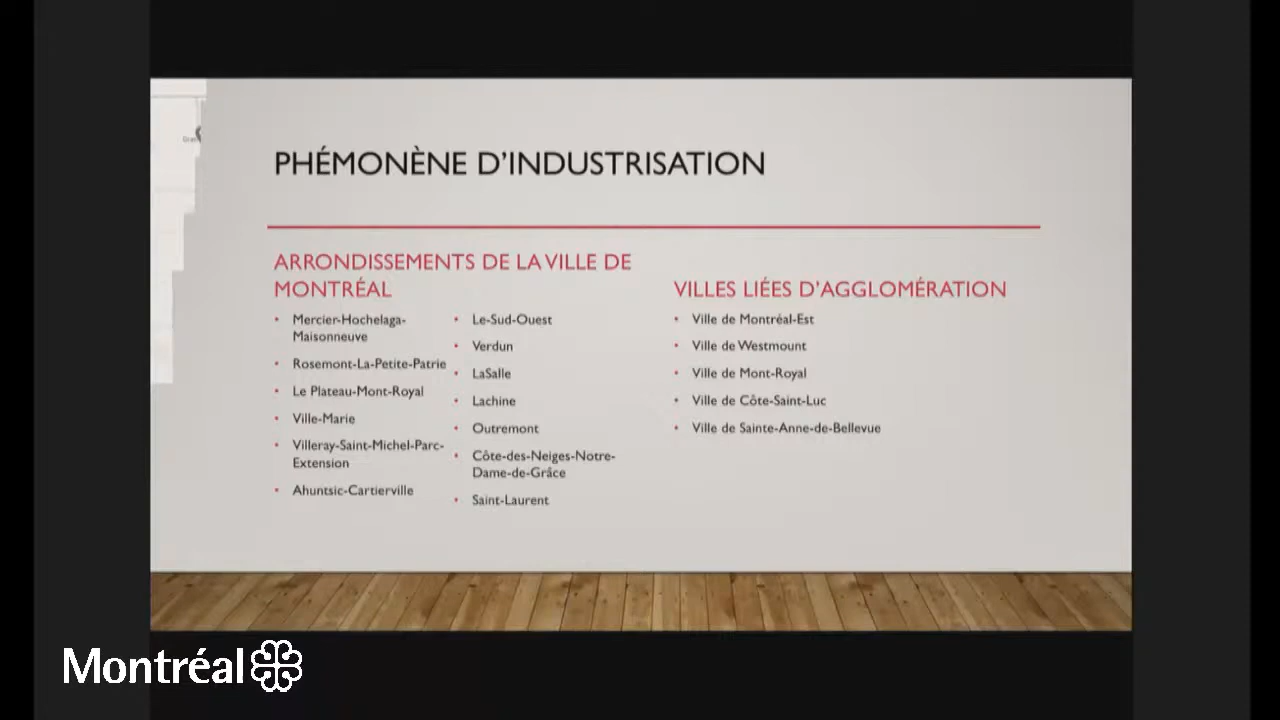 PHÉMONÈNE D'INDUSTRISATION
ARRONDISSEMENTS DE LA VILLE DE
MONTRÉAL
• Mercier-Hochelaga-
Maisonneuve
• Rosemont-La-Petite-Patrie
• Le Plateau-Mont-Royal
• Ville-Marie
• Villeray-Saint-Michel-Parc-
Extension
• Ahuntsic-Cartierville
• Le-Sud-Ouest
• Verdun
• LaSalle
• Lachine
• Outremont
• Côte-des-Neiges-Notre-
Dame-de-Grâce
• Saint-Laurent
VILLES LIÉES D'AGGLOMÉRATION
• Ville de Montréal-Est
• Ville de Westmount
• Ville de Mont-Royal
• Ville de Côte-Saint-Luc
• Ville de Sainte-Anne-de-Bellevue
Montréal